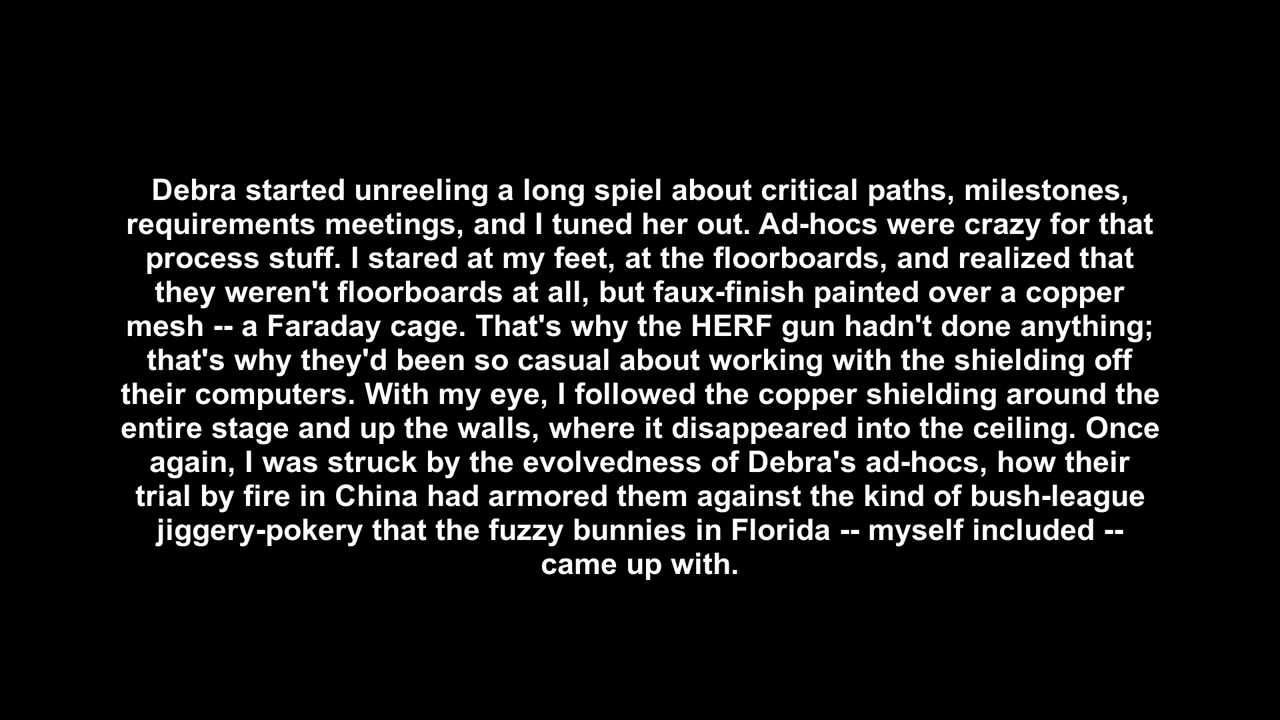 Debra started unreeling a long spiel about critical paths, milestones,
requirements meetings, and I tuned her out. Ad-hocs were crazy for that
process stuff. I stared at my feet, at the floorboards, and realized that
they weren't floorboards at all, but faux-finish painted over a copper
mesh -- a Faraday cage. That's why the HERF gun hadn't done anything;
that's why they'd been so casual about working with the shielding off
their computers. With my eye, I followed the copper shielding around the
entire stage and up the walls, where it disappeared into the ceiling. Once
again, I was struck by the evolvedness of Debra's ad-hocs, how their
trial by fire in China had armored them against the kind of bush-league
jiggery-pokery that the fuzzy bunnies in Florida -- myself included --
came up with.